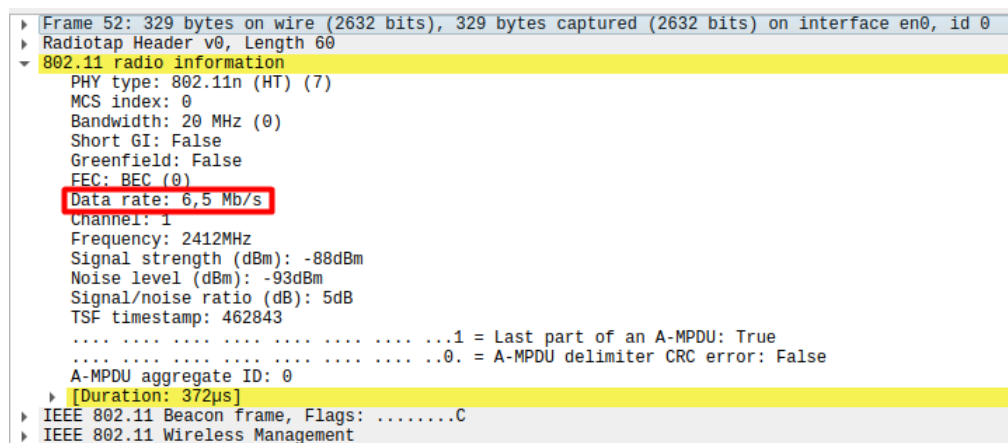 Frame 52: 329 bytes on wire (2632 bits), 329 bytes captured (2632 bits) on interface en0, id 0
Radiotap Header v0, Length 60
802.11 radio information
PHY type: 802.11n (HT) (7)
MCS index: 0
Bandwidth: 20 MHz (0)
Short GI: False
Greenfield: False
FEC: BEC (0)
Data rate: 6,5 Mb/s
Channel: 1
Frequency: 2412MHz
Signal strength (dBm): -88dBm
Noise level (dBm): -93dBm
Signal/noise ratio (dB): 5dB
TSF timestamp: 462843
.... .... .... .... .... .... .... ...1 = Last part of an A-MPDU: True
.... .... .... .... .... .... .... ..0. = A-MPDU delimiter CRC error: False
A-MPDU aggregate ID: 0
[Duration: 372µs]
IEEE 802.11 Beacon frame, Flags: ........C
IEEE 802.11 Wireless Management